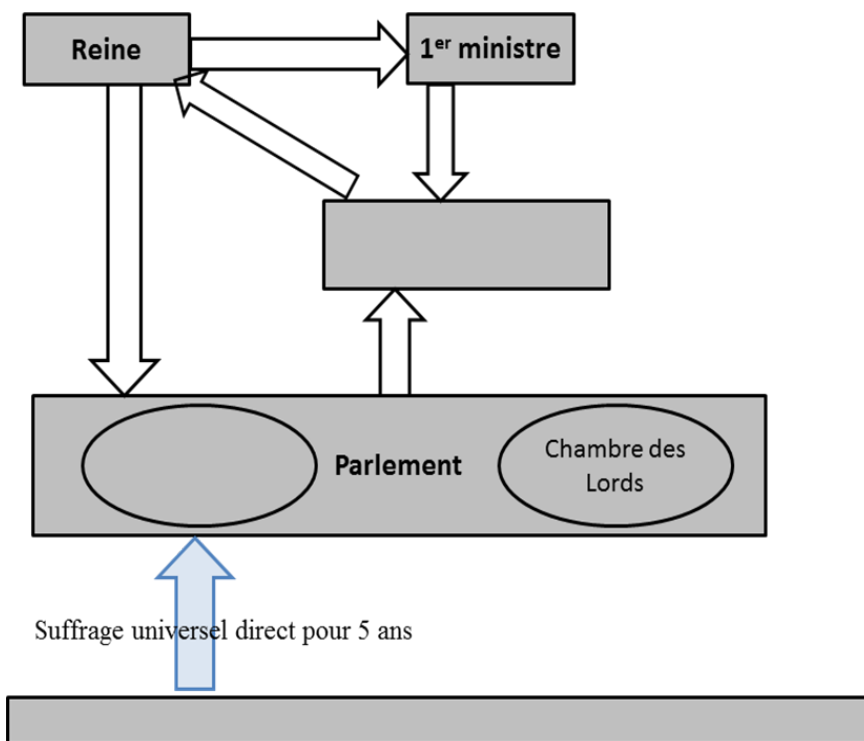 Reine
1er ministre
Parlement
Chambre des
Lords
Suffrage universel direct pour 5 ans